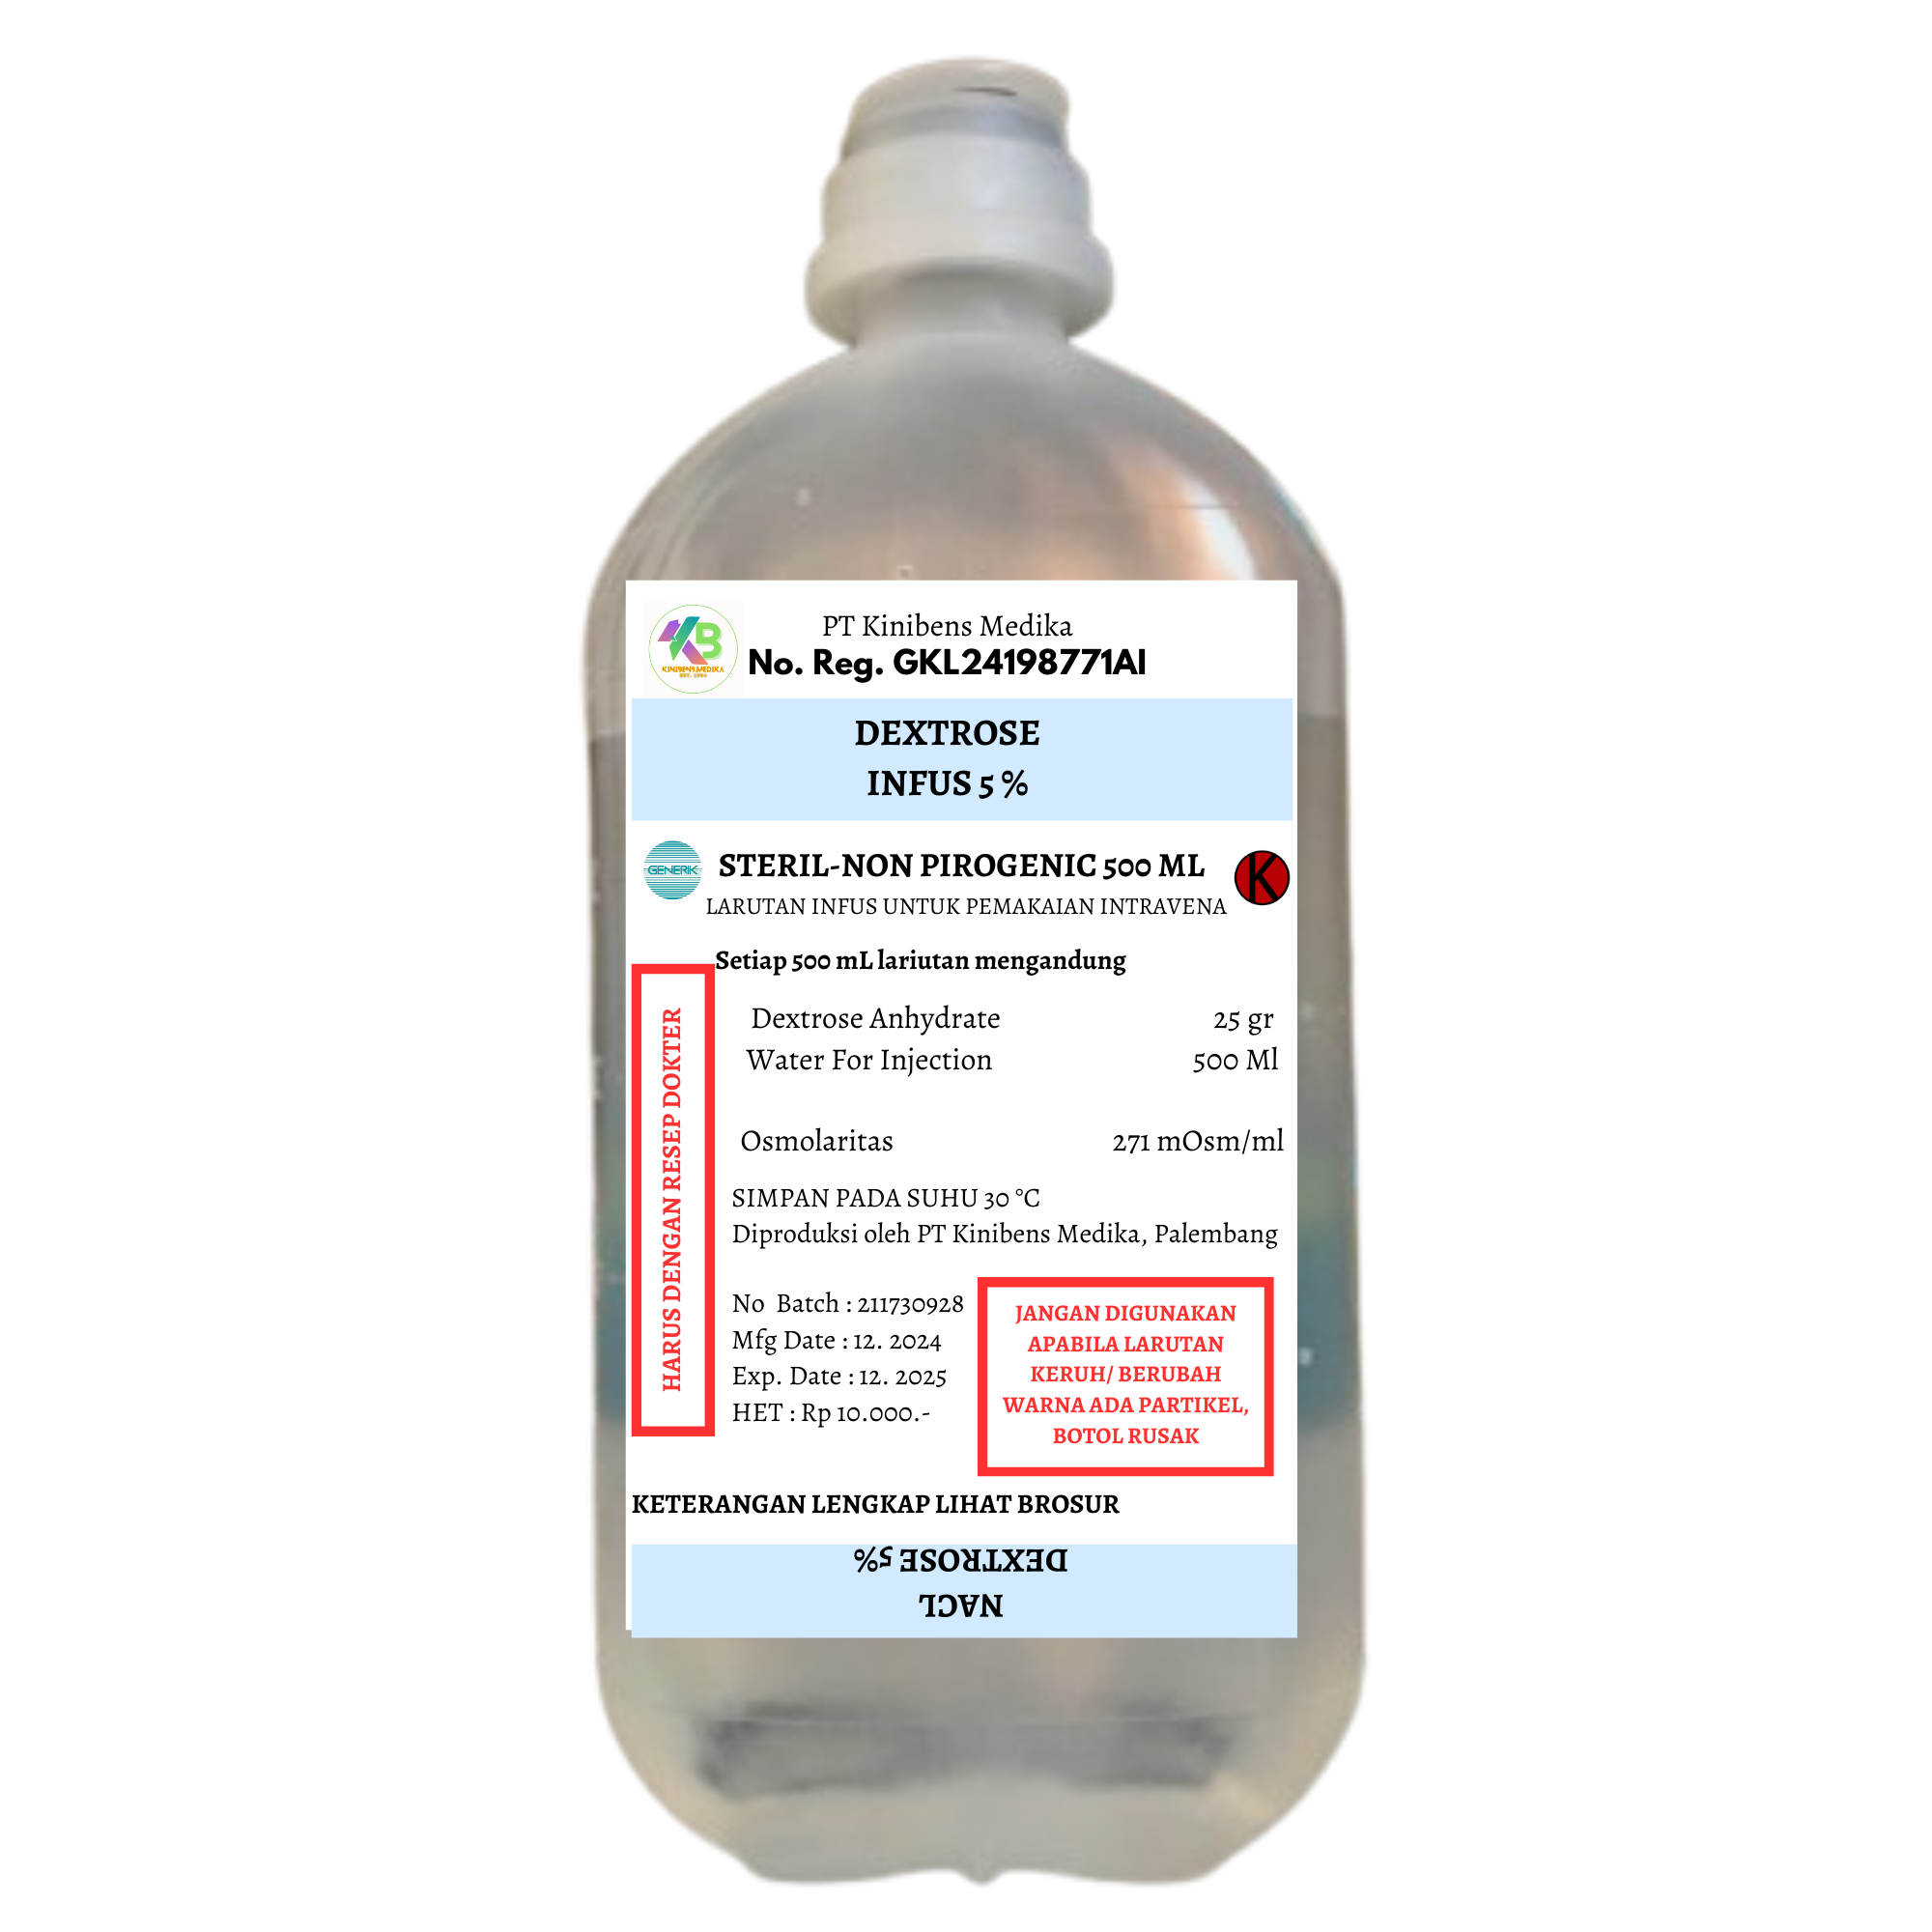 PT Kinibens Medika
No. Reg. GKL24198771A1
DEXTROSE
INFUS 5 %
KB
KINIBENS MEDIKA
GENERIK
STERIL-NON PIROGENIC 500 ML
K
LARUTAN INFUS UNTUK PEMAKAIAN INTRAVENA
Setiap 500 mL lariutan mengandung
Dextrose Anhydrate 25 gr
Water For Injection 500 Ml
Osmolaritas 271 mOsm/ml
SIMPAN PADA SUHU 30 °C
Diproduksi oleh PT Kinibens Medika, Palembang
HARUS DENGAN RESEP DOKTER
No Batch : 211730928
Mfg Date : 12. 2024
Exp. Date : 12. 2025
HET : Rp 10.000.-
JANGAN DIGUNAKAN
APABILA LARUTAN
KERUH/ BERUBAH
WARNA ADA PARTIKEL,
BOTOL RUSAK
KETERANGAN LENGKAP LIHAT BROSUR
NACL
DEXTROSE 5%